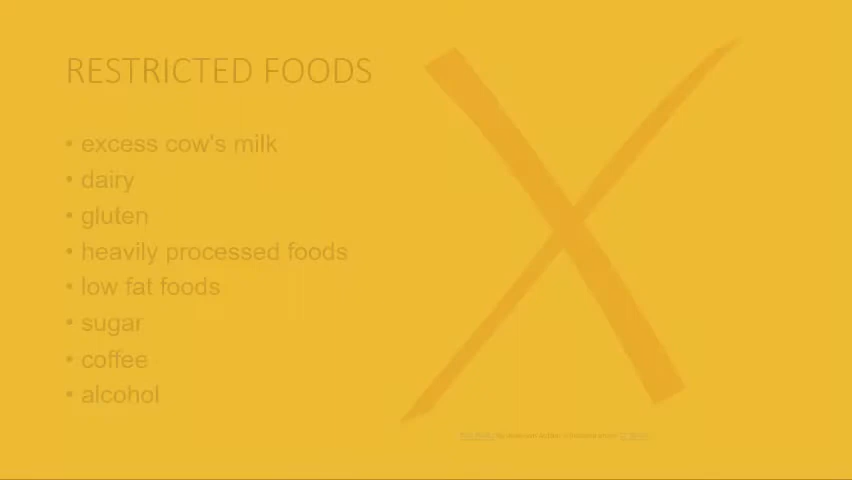 RESTRICTED FOODS
• excess cow's milk
• dairy
• gluten
• heavily processed foods
• low fat foods
• sugar
• coffee
• alcohol